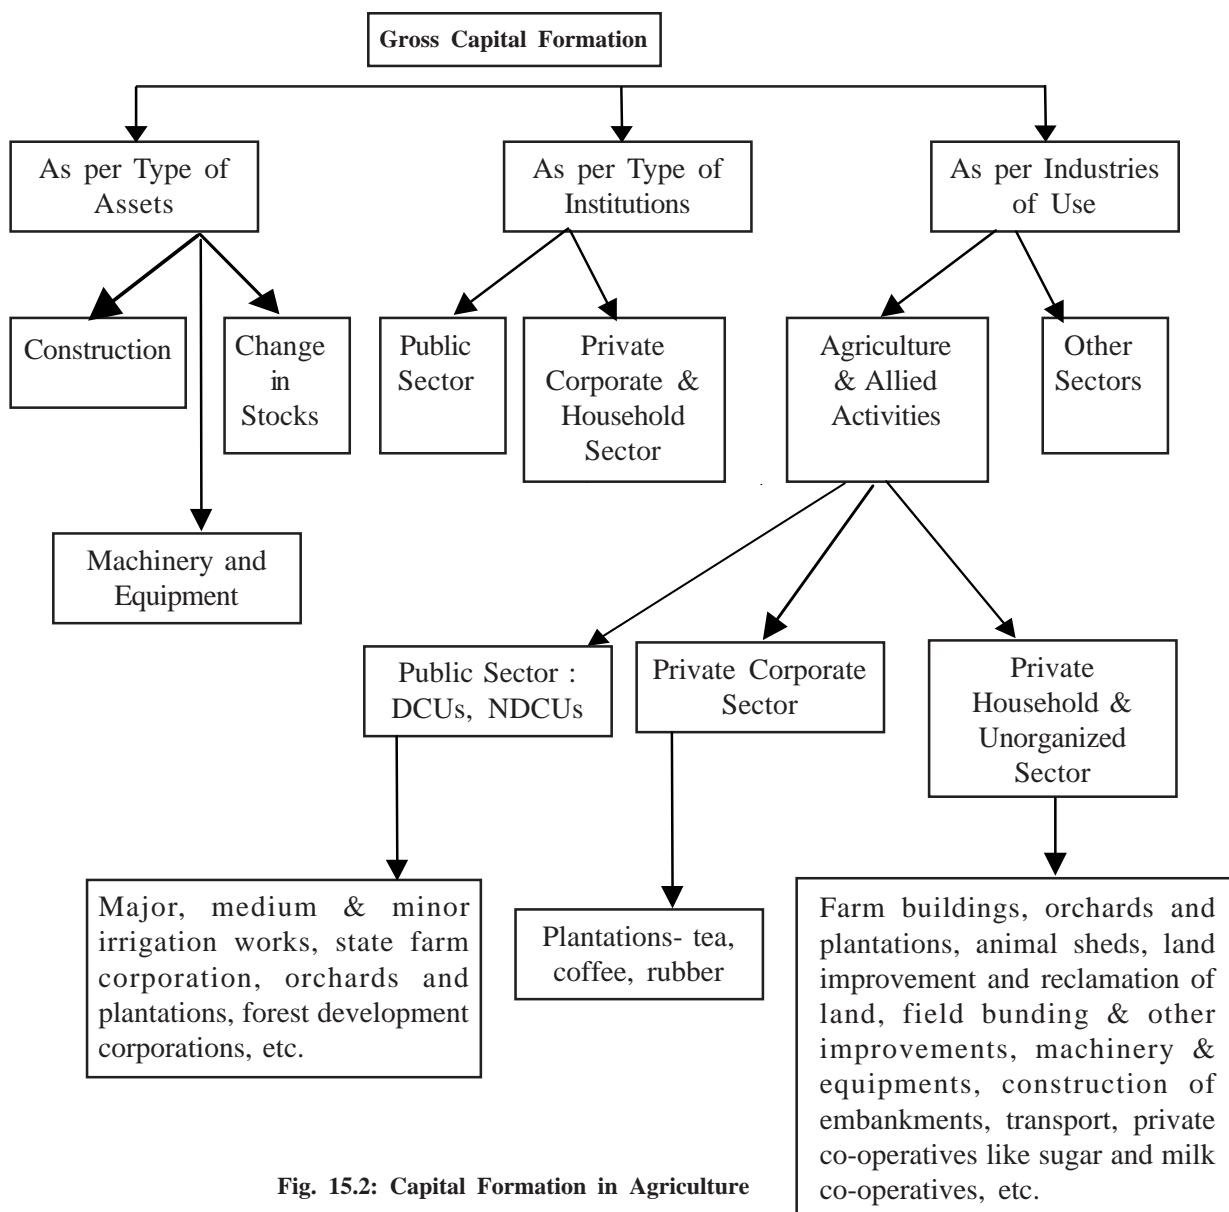 Gross Capital Formation
As per Type of
Assets
As per Type of
Institutions
As per Industries
of Use
Construction
Change
in
Stocks
Public
Sector
Private
Corporate &
Household
Sector
Agriculture
& Allied
Activities
Other
Sectors
Machinery and
Equipment
Public Sector :
DCUs, NDCUs
Private Corporate
Sector
Private
Household &
Unorganized
Sector
Major, medium & minor
irrigation works, state farm
corporation, orchards and
plantations, forest development
corporations, etc.
Plantations- tea,
coffee, rubber
Farm buildings, orchards and
plantations, animal sheds, land
improvement and reclamation of
land, field bunding & other
improvements, machinery &
equipments, construction of
embankments, transport, private
co-operatives like sugar and milk
co-operatives, etc.
Fig. 15.2: Capital Formation in Agriculture